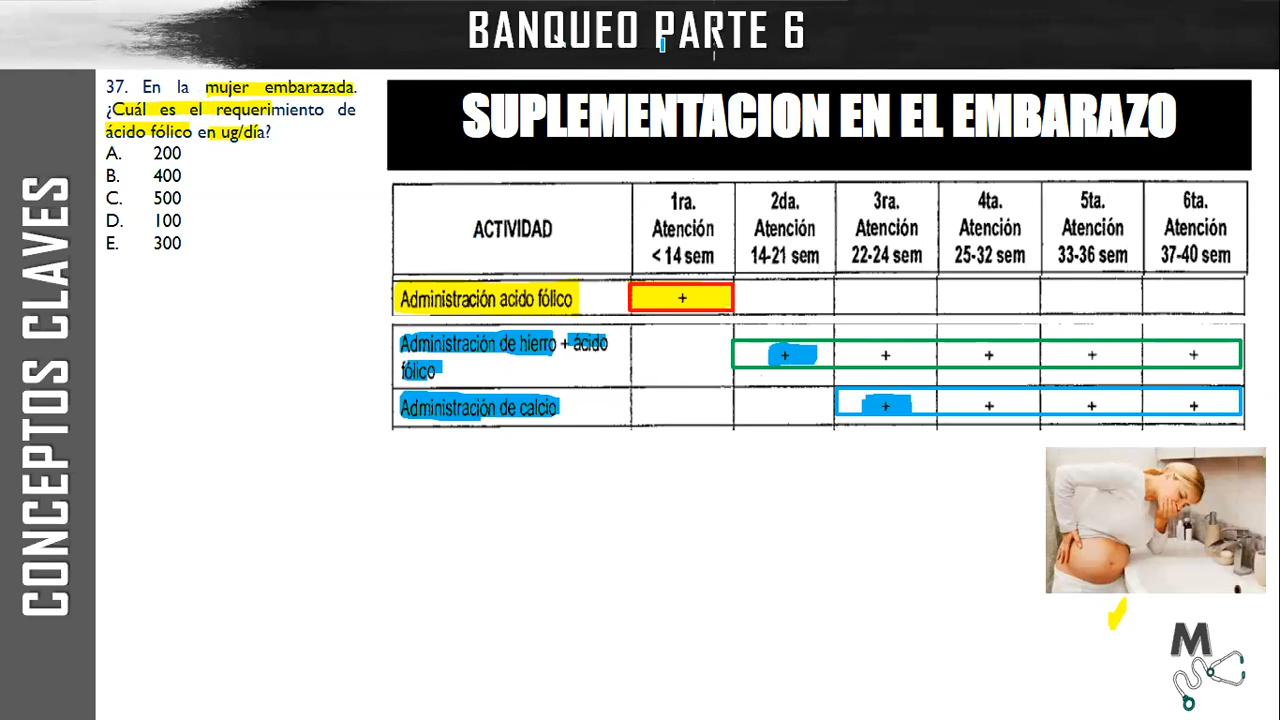 BANQUEO PARTE 6
CONCEPTOS CLAVES
37. En la mujer embarazada.
¿Cuál es el requerimiento de
ácido fólico en ug/día?
A. 200
B. 400
C. 500
D. 100
E. 300
SUPLEMENTACION EN EL EMBARAZO
ACTIVIDAD
1ra.
Atención
< 14 sem
2da.
Atención
14-21 sem
3ra.
Atención
22-24 sem
4ta.
Atención
25-32 sem
5ta.
Atención
33-36 sem
6ta.
Atención
37-40 sem
Administración acido fólico
+
Administración de hierro + ácido
fólico
+ + + + +
Administración de calcio
+ + + +
M